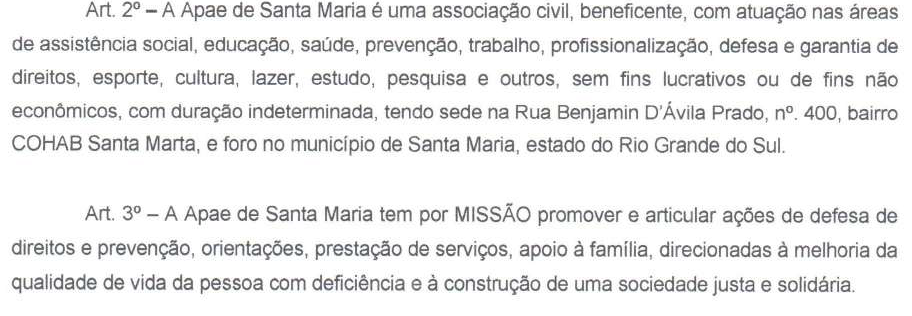 Art. 2º – A Apae de Santa Maria é uma associação civil, beneficente, com atuação nas áreas
de assistência social, educação, saúde, prevenção, trabalho, profissionalização, defesa e garantia de
direitos, esporte, cultura, lazer, estudo, pesquisa e outros, sem fins lucrativos ou de fins não
econômicos, com duração indeterminada, tendo sede na Rua Benjamin D'Ávila Prado, nº. 400, bairro
COHAB Santa Marta, e foro no município de Santa Maria, estado do Rio Grande do Sul.
Art. 3º – A Apae de Santa Maria tem por MISSÃO promover e articular ações de defesa de
direitos e prevenção, orientações, prestação de serviços, apoio à família, direcionadas à melhoria da
qualidade de vida da pessoa com deficiência e à construção de uma sociedade justa e solidária.